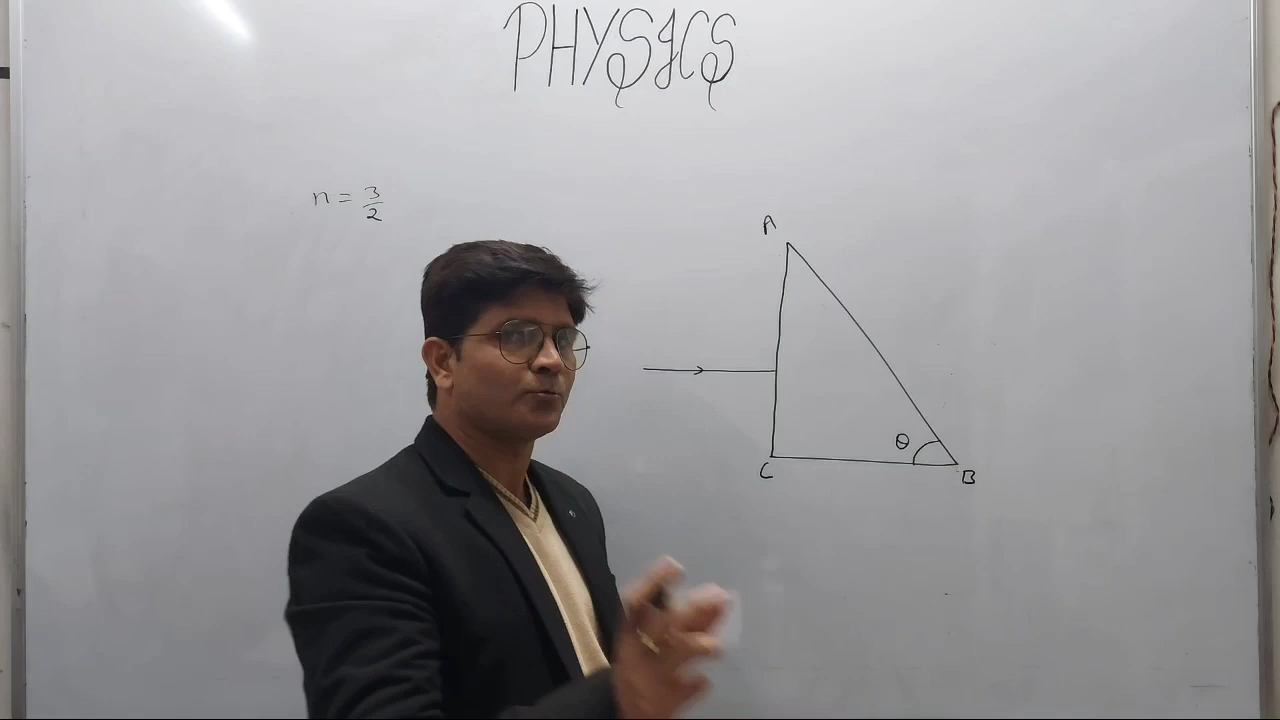 PHYSICS
n = 3/2
A
θ
C
B